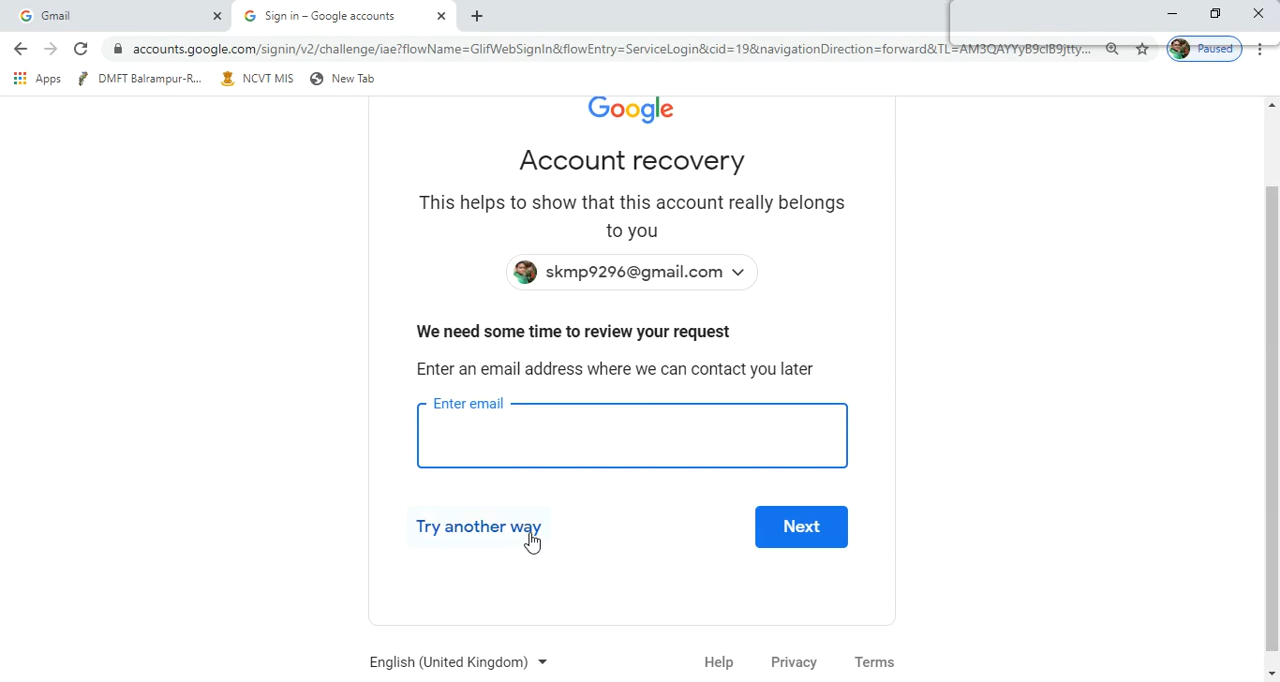 Gmail
Sign in – Google accounts
accounts.google.com/signin/v2/challenge/iae?flowName=GlifWebSignIn&flowEntry=ServiceLogin&cid=19&navigationDirection=forward&TL=AM3QAYYyB9clB9jtty...
Paused
Apps
DMFT Balrampur-R...
NCVT MIS
New Tab
Google
Account recovery
This helps to show that this account really belongs
to you
skmp9296@gmail.com
We need some time to review your request
Enter an email address where we can contact you later
Enter email
Try another way
Next
English (United Kingdom)
Help
Privacy
Terms